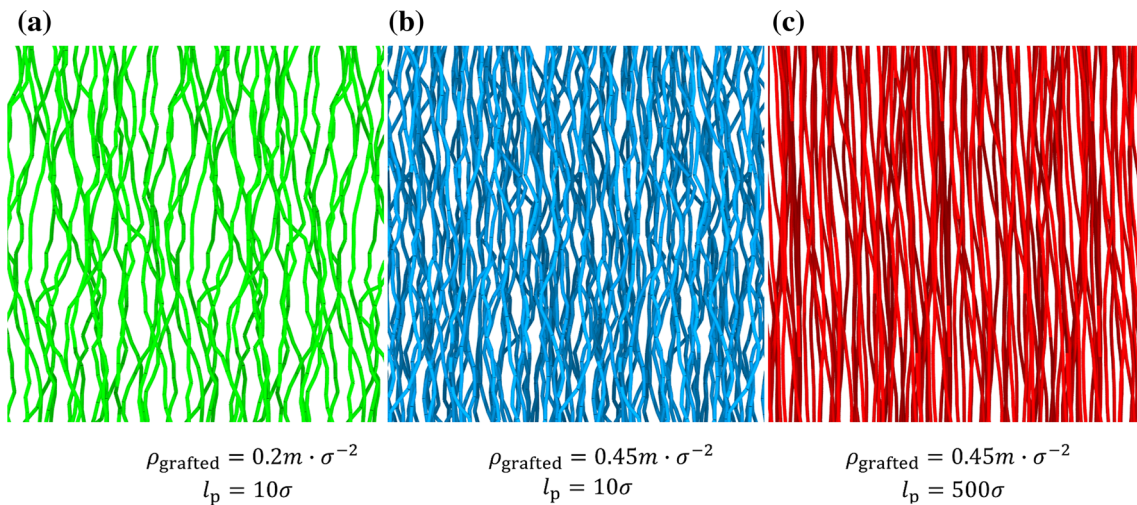 (a)
(b)
(c)
ρgrafted = 0.2m · σ⁻²
lp = 10σ
ρgrafted = 0.45m · σ⁻²
lp = 10σ
ρgrafted = 0.45m · σ⁻²
lp = 500σ